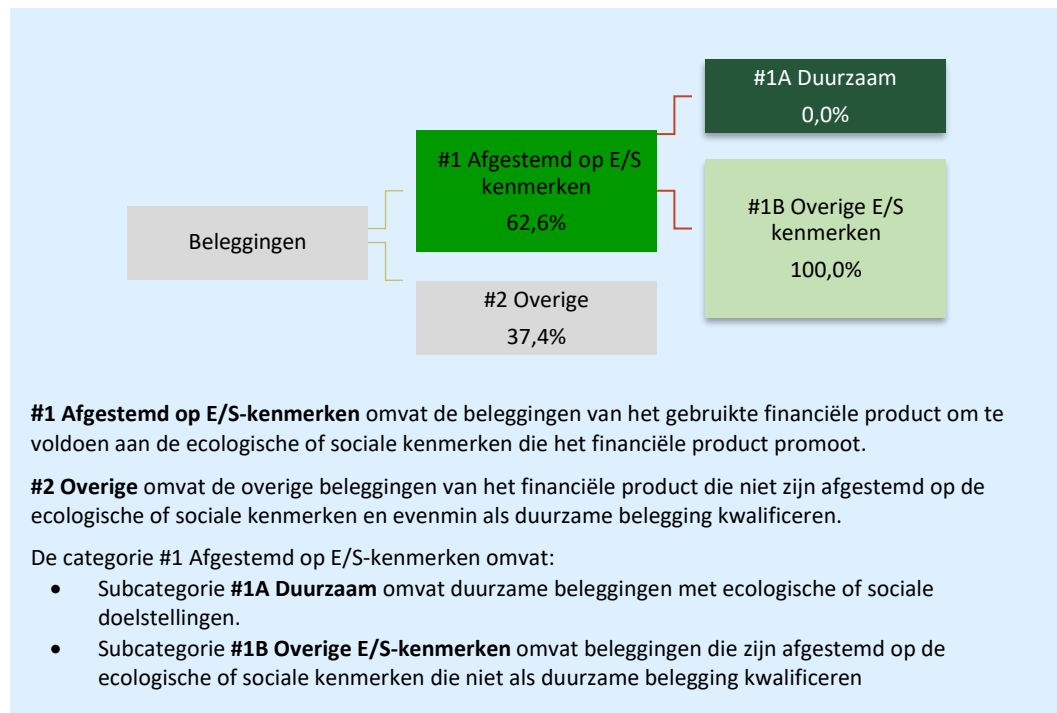 #1A Duurzaam
0,0%
#1 Afgestemd op E/S
kenmerken
62,6%
#1B Overige E/S
kenmerken
100,0%
Beleggingen
#2 Overige
37,4%
#1 Afgestemd op E/S-kenmerken omvat de beleggingen van het gebruikte financiële product om te
voldoen aan de ecologische of sociale kenmerken die het financiële product promoot.
#2 Overige omvat de overige beleggingen van het financiële product die niet zijn afgestemd op de
ecologische of sociale kenmerken en evenmin als duurzame belegging kwalificeren.
De categorie #1 Afgestemd op E/S-kenmerken omvat:
• Subcategorie #1A Duurzaam omvat duurzame beleggingen met ecologische of sociale
doelstellingen.
• Subcategorie #1B Overige E/S-kenmerken omvat beleggingen die zijn afgestemd op de
ecologische of sociale kenmerken die niet als duurzame belegging kwalificeren